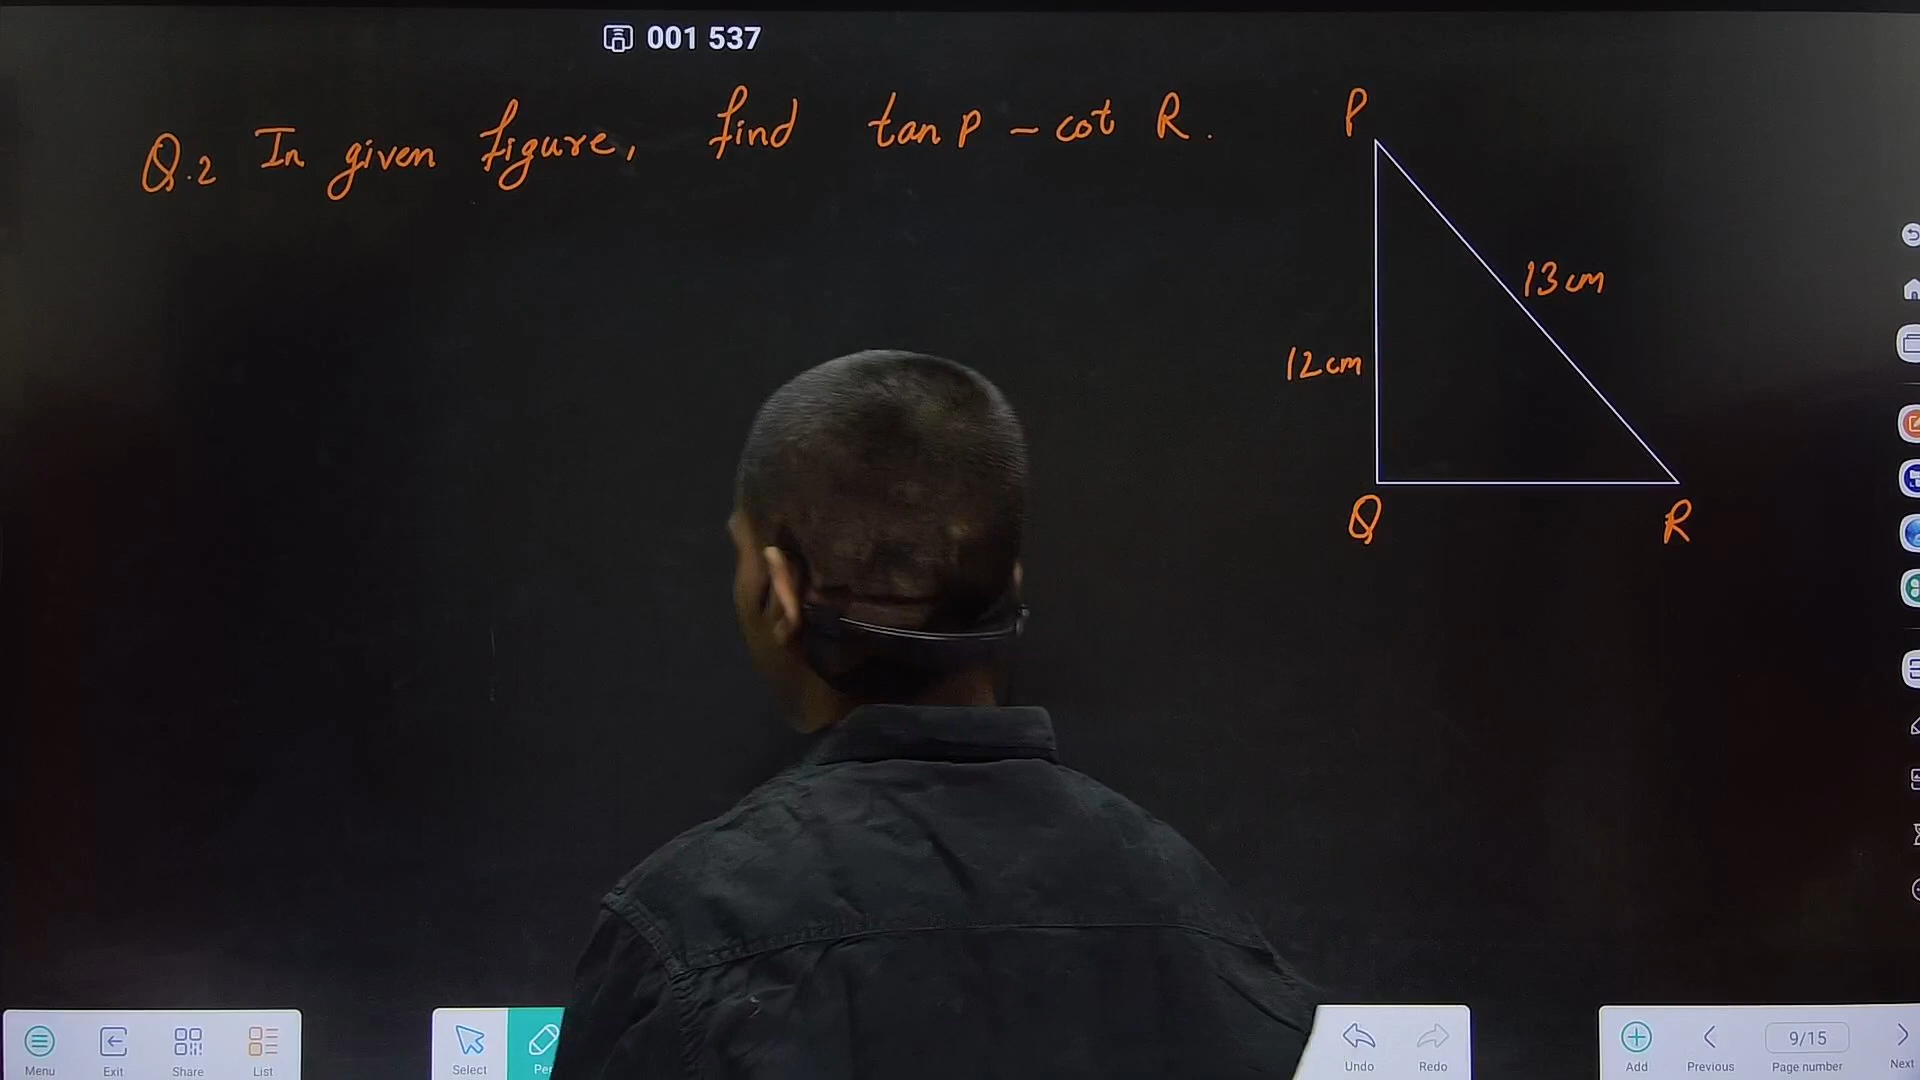 001 537
Q.2 In given figure, find tan P - cot R.
P
13 cm
12 cm
Q R
Menu Exit Share List Select Pe Undo Redo Add Previous 9/15 Page number Next